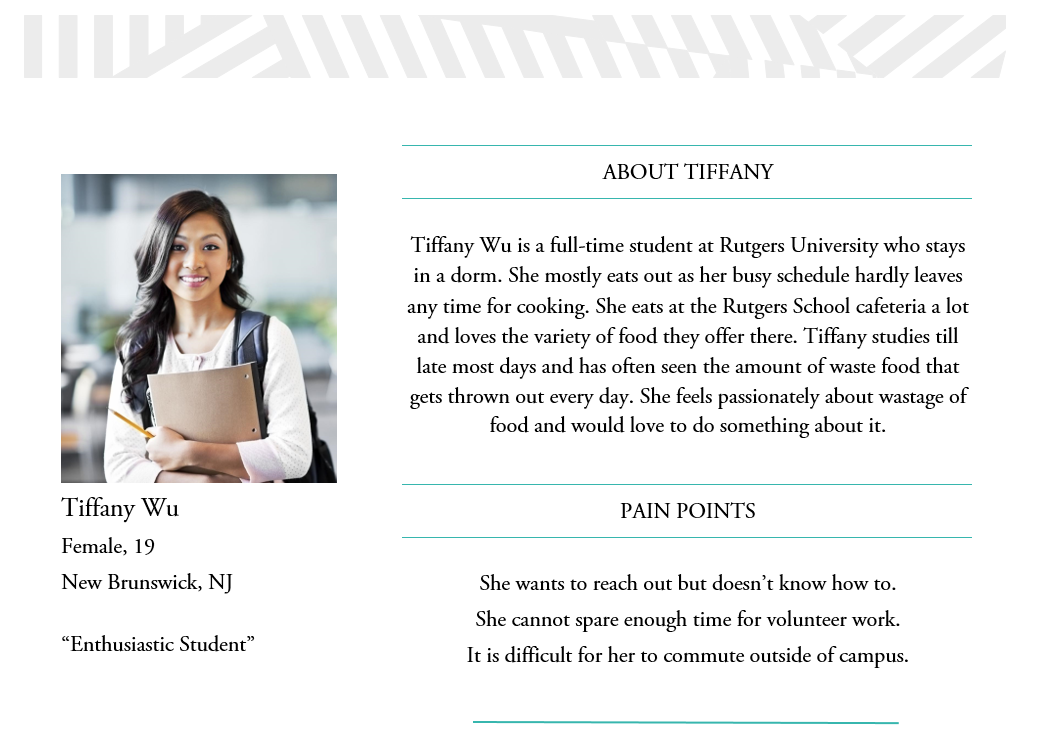 ABOUT TIFFANY
Tiffany Wu is a full-time student at Rutgers University who stays
in a dorm. She mostly eats out as her busy schedule hardly leaves
any time for cooking. She eats at the Rutgers School cafeteria a lot
and loves the variety of food they offer there. Tiffany studies till
late most days and has often seen the amount of waste food that
gets thrown out every day. She feels passionately about wastage of
food and would love to do something about it.
Tiffany Wu
Female, 19
New Brunswick, NJ
“Enthusiastic Student”
PAIN POINTS
She wants to reach out but doesn’t know how to.
She cannot spare enough time for volunteer work.
It is difficult for her to commute outside of campus.